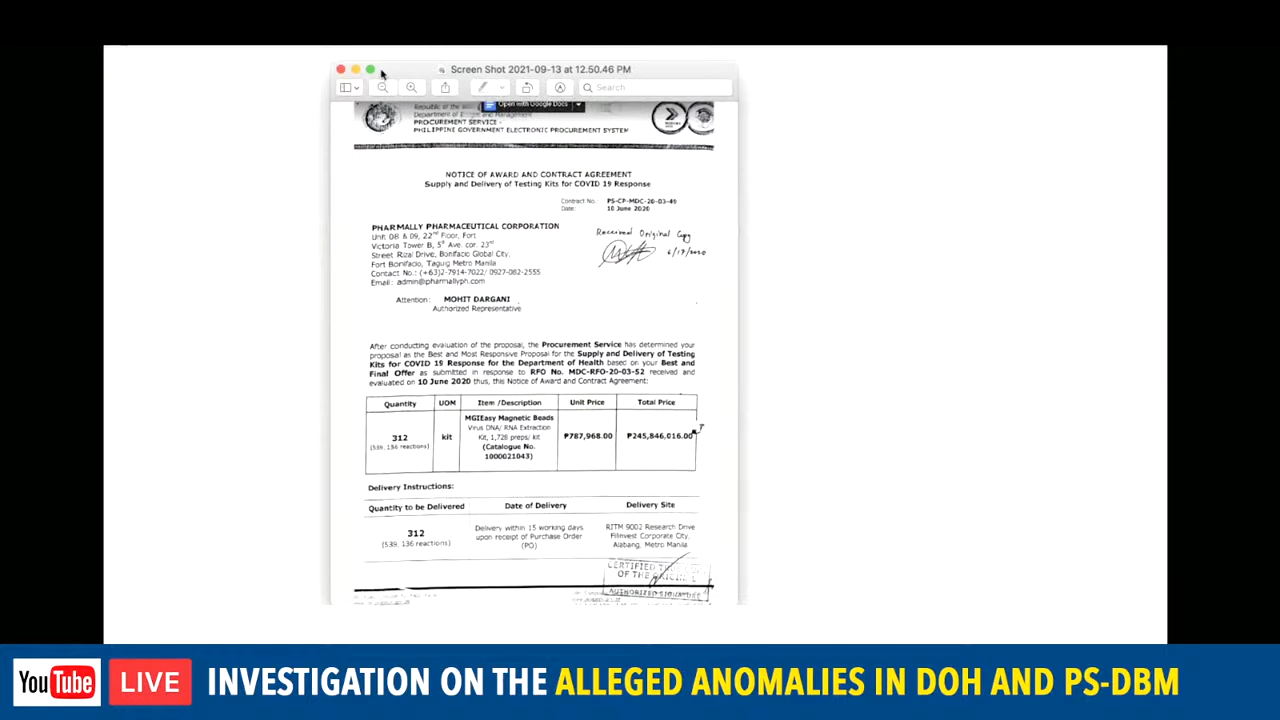 Screen Shot 2021-09-13 at 12.50.46 PM
Search
Open with Google Docs
Republic of the
Department of
PROCUREMENT SERVICE -
PHILIPPINE GOVERNMENT ELECTRONIC PROCUREMENT SYSTEM
NOTICE OF AWARD AND CONTRACT AGREEMENT
Supply and Delivery of Testing Kits for COVID 19 Response
Contract No.: PS-CP-MDC-20-03-49
Date: 10 June 2020
PHARMALLY PHARMACEUTICAL CORPORATION
Unit 08 & 09, 22nd Floor, Fort
Victoria Tower B, 5th Ave. cor. 23rd
Street Rizal Drive, Bonifacio Global City,
Fort Bonifacio, Taguig Metro Manila
Contact No.: (+63)2-7914-7022/ 0927-082-2555
Email: admin@pharmallyph.com
Received Original Copy
6/17/2020
Attention: MOHIT DARGANI
Authorized Representative
After conducting evaluation of the proposal, the Procurement Service has determined your
proposal as the Best and Most Responsive Proposal for the Supply and Delivery of Testing
Kits for COVID 19 Response for the Department of Health based on your Best and
Final Offer as submitted in response to RFO No. MDC-RFO-20-03-52 received and
evaluated on 10 June 2020 thus, this Notice of Award and Contract Agreement:
Quantity UOM Item /Description Unit Price Total Price
312
(539, 136 reactions)
kit
MGIEasy Magnetic Beads
Virus DNA/ RNA Extraction
Kit, 1,728 preps/ kit
(Catalogue No.
1000021043)
₱787,968.00
₱245,846,016.00
Delivery Instructions:
Quantity to be Delivered Date of Delivery Delivery Site
312
(539, 136 reactions)
Delivery within 15 working days
upon receipt of Purchase Order
(PO)
RITM 9002 Research Drive
Filinvest Corporate City,
Alabang, Metro Manila
CERTIFIED
OF THE ORIGINAL
AUTHORIZED SIGNATURE
YouTube
LIVE
INVESTIGATION ON THE ALLEGED ANOMALIES IN DOH AND PS-DBM